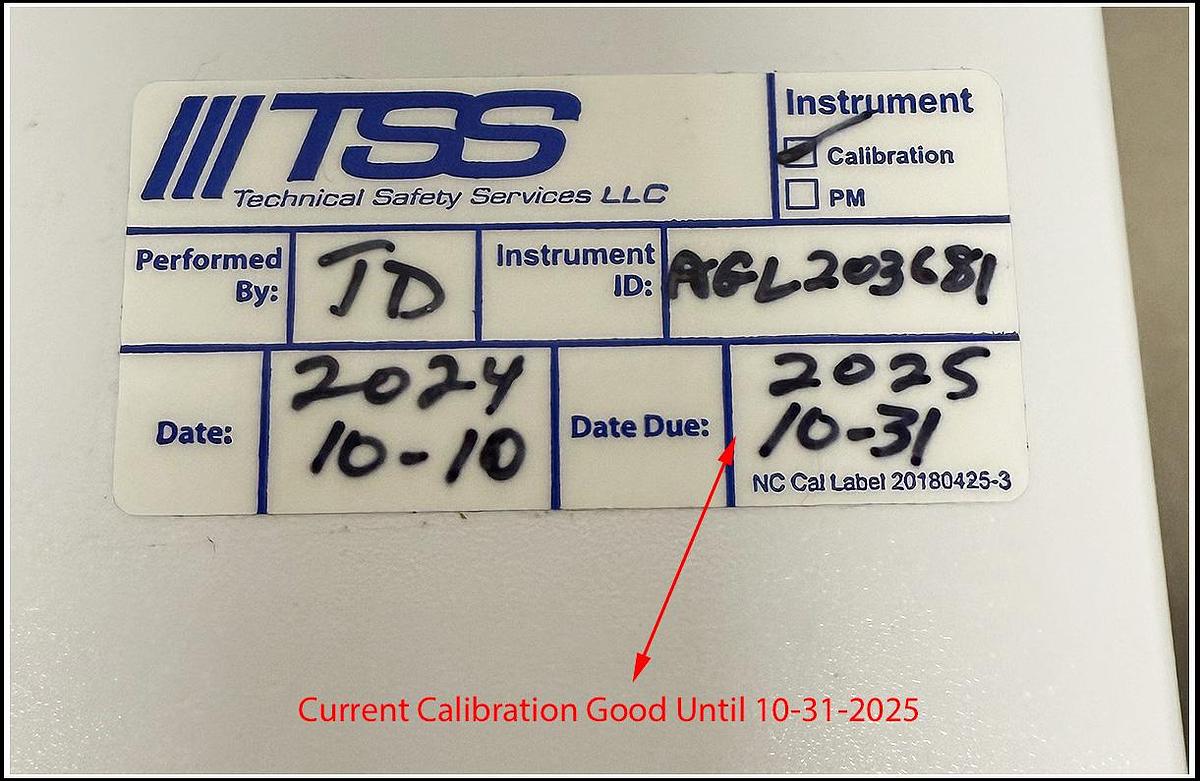 TSS
Technical Safety Services LLC
Instrument
Calibration
PM
Performed By:
JD
Instrument ID:
AGL203681
Date:
2024
10-10
Date Due:
2025
10-31
NC Cal Label 20180425-3
Current Calibration Good Until 10-31-2025